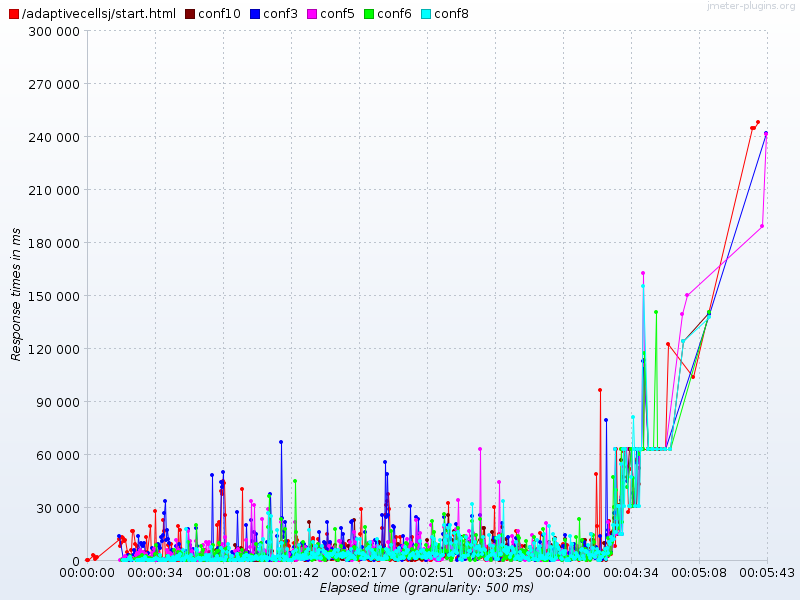 /adaptivecellsj/start.html conf10 conf3 conf5 conf6 conf8
jmeter-plugins.org
300 000
270 000
240 000
210 000
180 000
150 000
120 000
90 000
60 000
30 000
0
Response times in ms
00:00:00 00:00:34 00:01:08 00:01:42 00:02:17 00:02:51 00:03:25 00:04:00 00:04:34 00:05:08 00:05:43
Elapsed time (granularity: 500 ms)